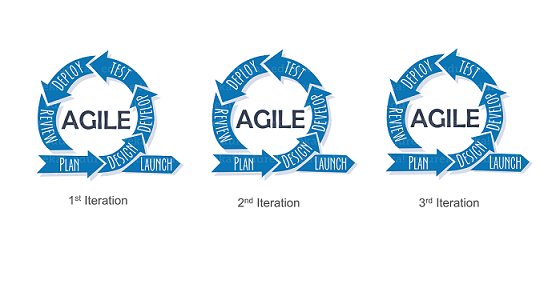 DEPLOY TEST
REVIEW AGILE DEVELOP
PLAN DESIGN LAUNCH
1st Iteration
DEPLOY TEST
REVIEW AGILE DEVELOP
PLAN DESIGN LAUNCH
2nd Iteration
DEPLOY TEST
REVIEW AGILE DEVELOP
PLAN DESIGN LAUNCH
3rd Iteration